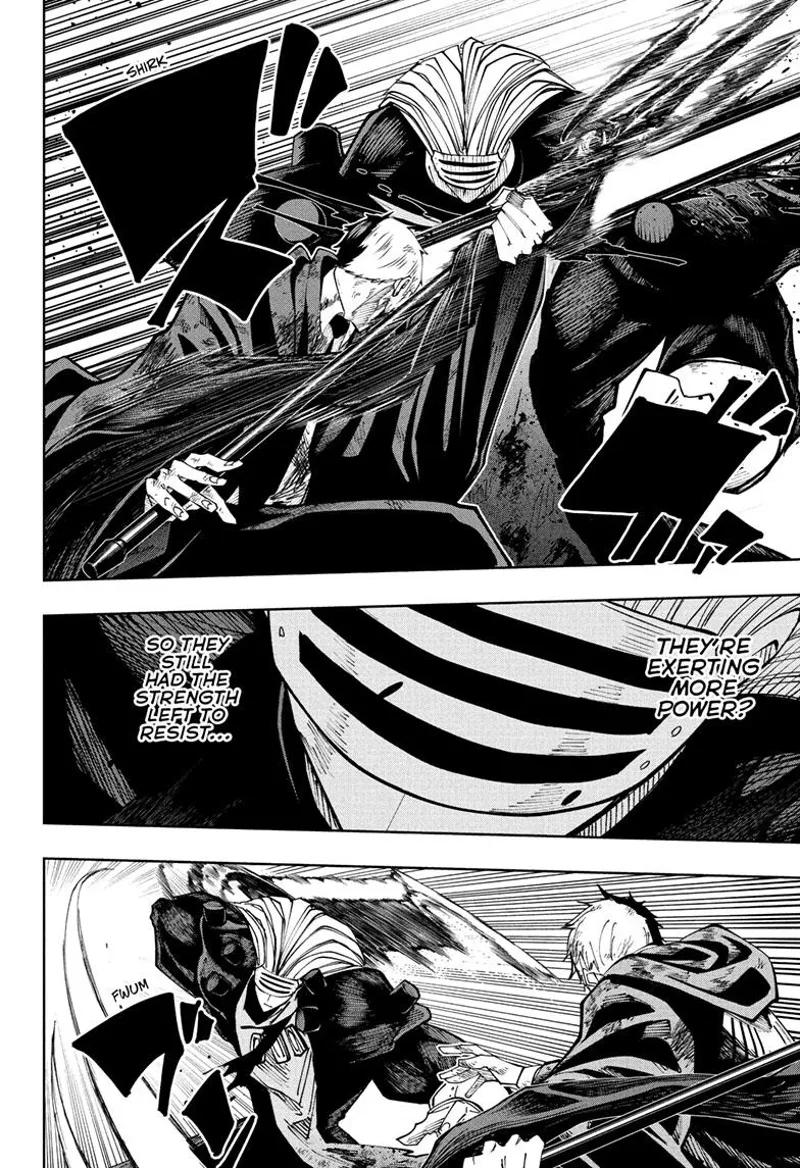 SHIRK
THEY'RE
EXERTING
MORE
POWER?
SO THEY
STILL
HAD THE
STRENGTH
LEFT TO
RESIST...
FWUM